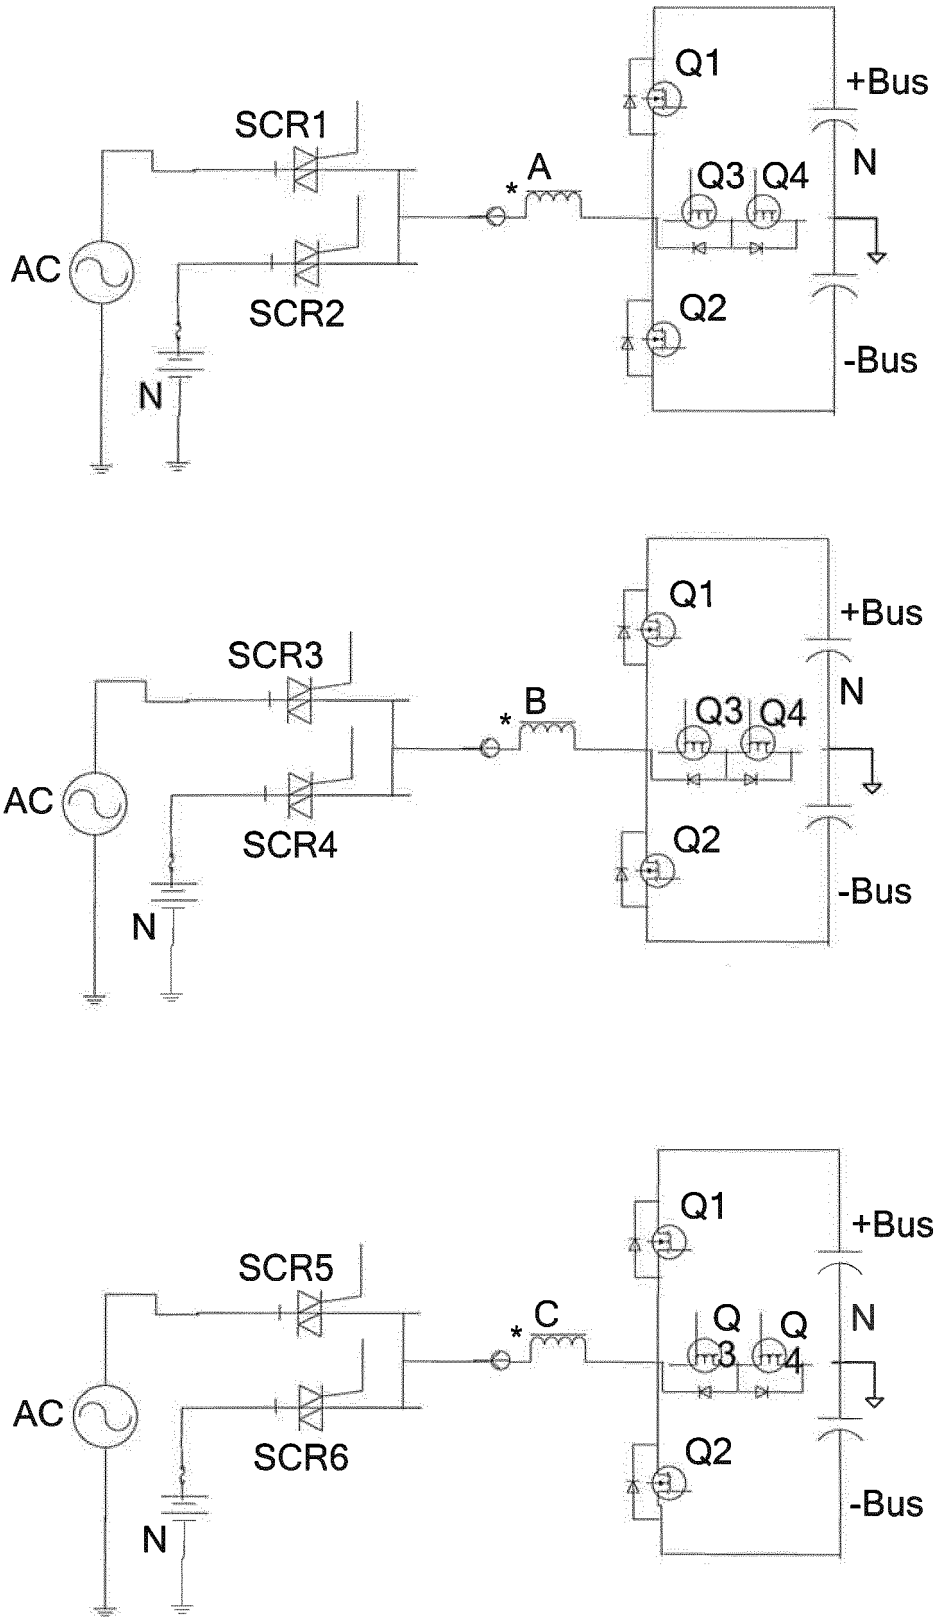 Q1
+Bus
SCR1
A
*
Q3 Q4
N
AC
SCR2
Q2
-Bus
N
Q1
+Bus
SCR3
B
*
Q3 Q4
N
AC
SCR4
Q2
-Bus
N
Q1
+Bus
SCR5
C
*
Q
3
Q
4
N
AC
SCR6
Q2
-Bus
N